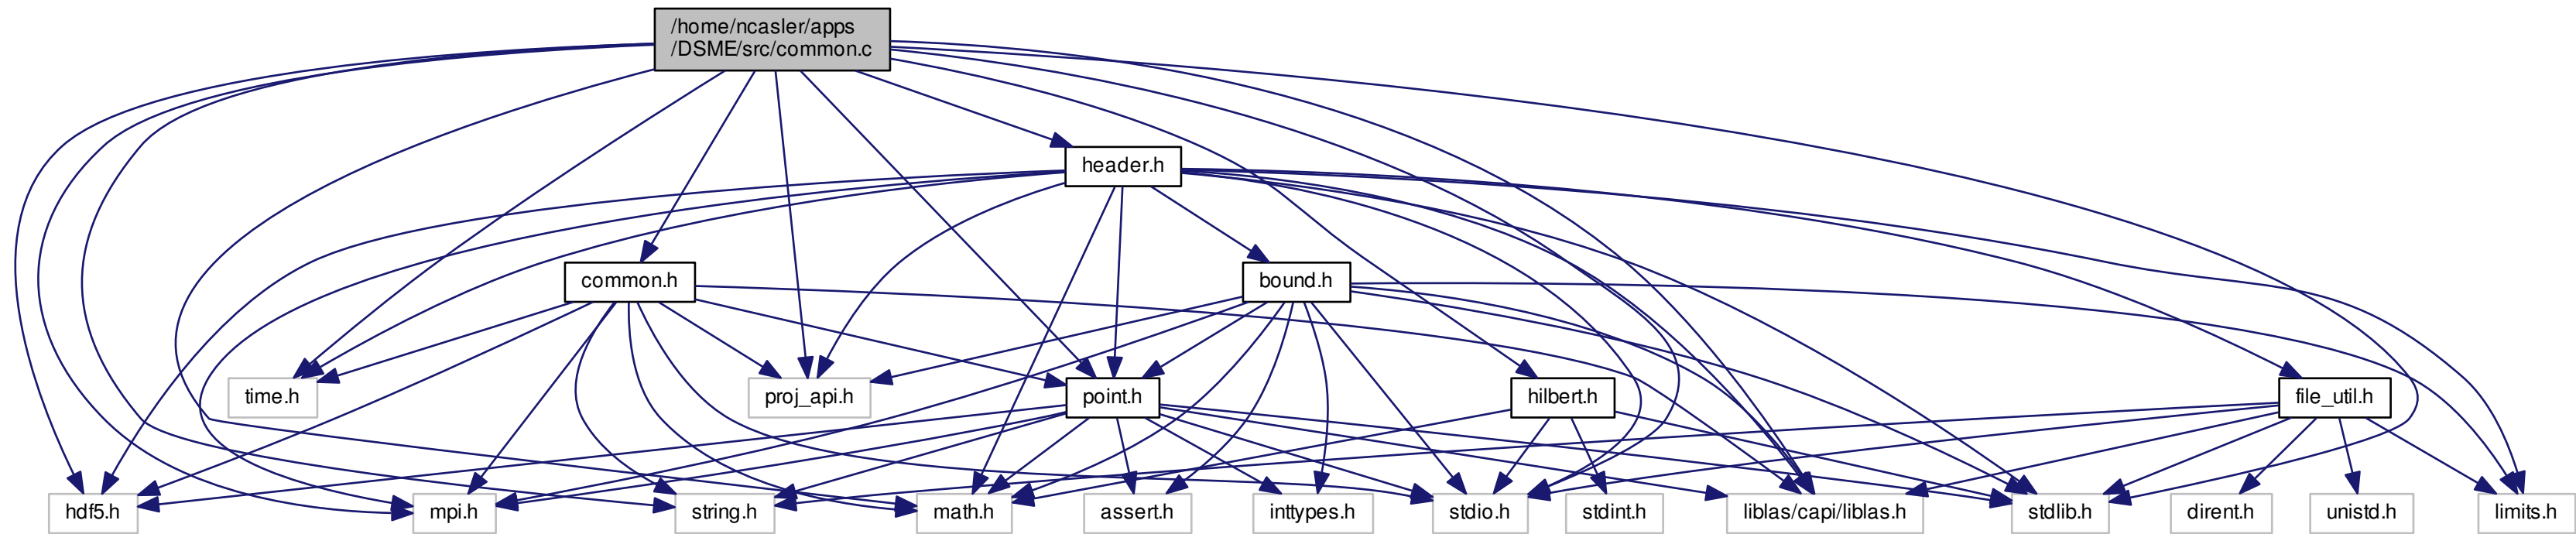 /home/ncasler/apps
/DSME/src/common.c
header.h
common.h
bound.h
time.h
proj_api.h
point.h
hilbert.h
file_util.h
hdf5.h
mpi.h
string.h
math.h
assert.h
inttypes.h
stdio.h
stdint.h
liblas/capi/liblas.h
stdlib.h
dirent.h
unistd.h
limits.h